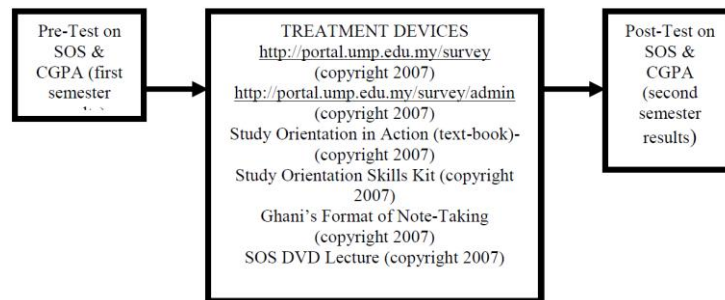 Pre-Test on
SOS &
CGPA (first
semester
TREATMENT DEVICES
http://portal.ump.edu.my/survey
(copyright 2007)
http://portal.ump.edu.my/survey/admin
(copyright 2007)
Study Orientation in Action (text-book)-
(copyright 2007)
Study Orientation Skills Kit (copyright
2007)
Ghani’s Format of Note-Taking
(copyright 2007)
SOS DVD Lecture (copyright 2007)
Post-Test on
SOS &
CGPA
(second
semester
results)